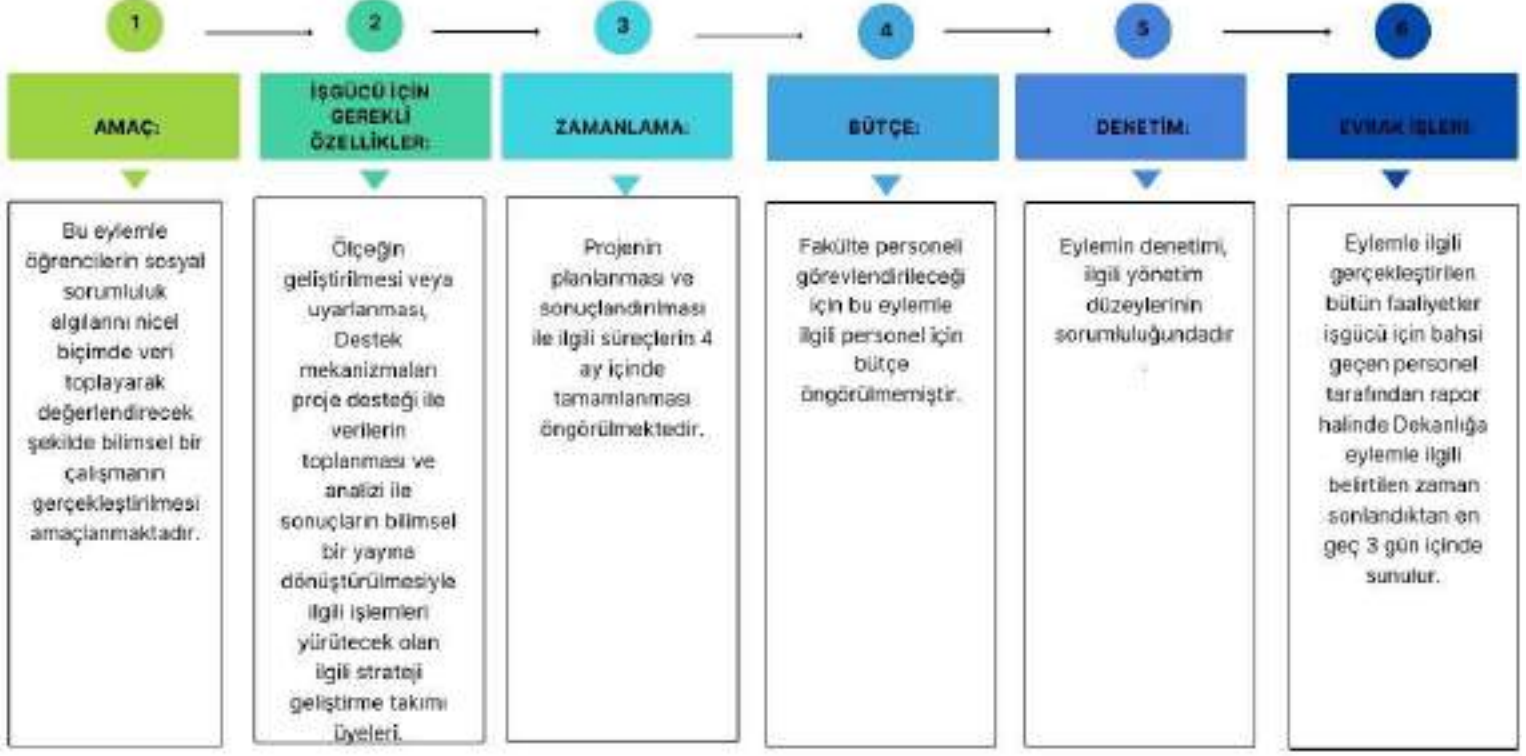 1
AMAÇ:
Bu eylemle
öğrencilerin sosyal
sorumluluk
algılarını nicel
biçimde veri
toplayarak
değerlendirecek
şekilde bilimsel bir
çalışmanın
gerçekleştirilmesi
amaçlanmaktadır.
2
İŞGÜCÜ İÇİN
GEREKLİ
ÖZELLİKLER:
Ölçeğin
geliştirilmesi veya
uyarlanması,
Destek
mekanizmaları
proje desteği ile
verilerin
toplanması ve
analizi ile
sonuçların bilimsel
bir yayına
dönüştürülmesiyle
ilgili işlemleri
yürütecek olan
ilgili strateji
geliştirme takımı
üyeleri.
3
ZAMANLAMA:
Projenin
planlanması ve
sonuçlandırılması
ile ilgili süreçlerin 4
ay içinde
tamamlanması
öngörülmektedir.
4
BÜTÇE:
Fakülte personeli
görevlendirileceği
için bu eylemle
ilgili personel için
bütçe
öngörülmemiştir.
5
DENETİM:
Eylemin denetimi,
ilgili yönetim
düzeylerinin
sorumluluğundadır
.
6
EVRAK İŞLERİ:
Eylemle ilgili
gerçekleştirilen
bütün faaliyetler
işgücü için bahsi
geçen personel
tarafından rapor
halinde Dekanlığa
eylemle ilgili
belirtilen zaman
sonlandıktan en
geç 3 gün içinde
sunulur.